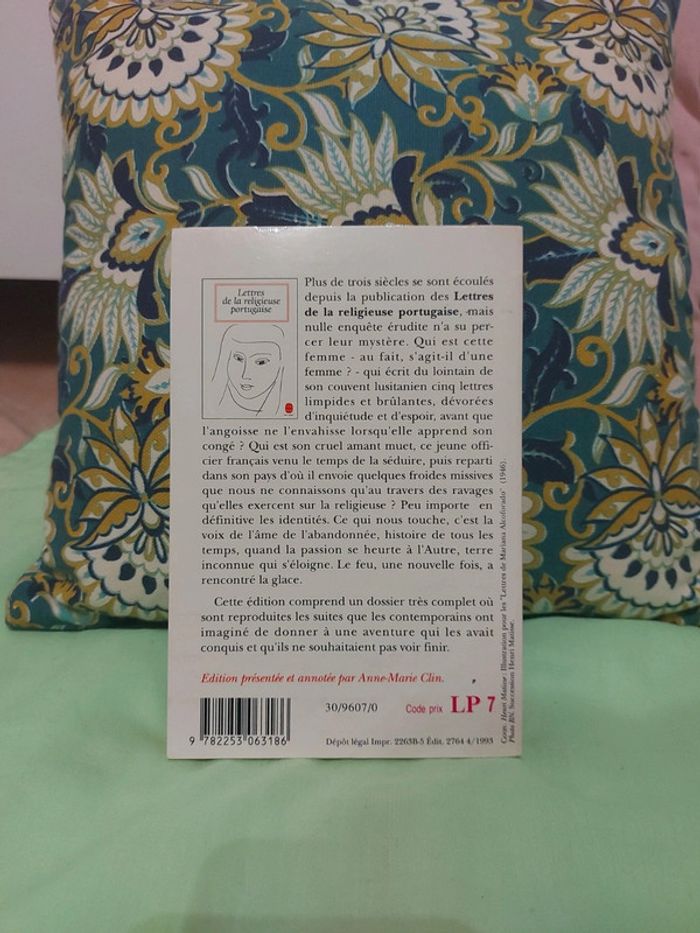 Lettres
de la religieuse
portugaise
Plus de trois siècles se sont écoulés
depuis la publication des Lettres
de la religieuse portugaise, mais
nulle enquête érudite n'a su per-
cer leur mystère. Qui est cette
femme - au fait, s'agit-il d'une
femme ? - qui écrit du lointain de
son couvent lusitanien cinq lettres
limpides et brûlantes, dévorées
d'inquiétude et d'espoir, avant que
l'angoisse ne l'envahisse lorsqu'elle apprend son
congé ? Qui est son cruel amant muet, ce jeune offi-
cier français venu le temps de la séduire, puis reparti
dans son pays d'où il envoie quelques froides missives
que nous ne connaissons qu'au travers des ravages
qu'elles exercent sur la religieuse ? Peu importe en
définitive les identités. Ce qui nous touche, c'est la
voix de l'âme de l'abandonnée, histoire de tous les
temps, quand la passion se heurte à l'Autre, terre
inconnue qui s'éloigne. Le feu, une nouvelle fois, a
rencontré la glace.
Cette édition comprend un dossier très complet où
sont reproduites les suites que les contemporains ont
imaginé de donner à une aventure qui les avait
conquis et qu'ils ne souhaitaient pas voir finir.
Edition présentée et annotée par Anne-Marie Clin.
30/9607/0
Code prix LP 7
9 782253 063186
Dépôt légal Impr. 2263B-5 Édit. 2764 4/1993
Henri Matisse : Illustration pour les "Lettres de Mariana Alcoforado" (1946).
Photo BN, Succession Henri Matisse.